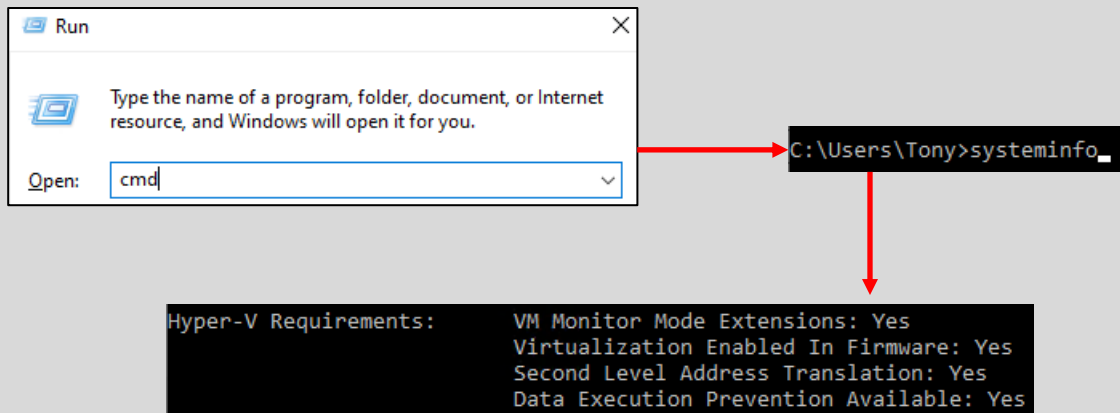 Run
Type the name of a program, folder, document, or Internet
resource, and Windows will open it for you.
Open: cmd
C:\Users\Tony>systeminfo_
Hyper-V Requirements: VM Monitor Mode Extensions: Yes
Virtualization Enabled In Firmware: Yes
Second Level Address Translation: Yes
Data Execution Prevention Available: Yes